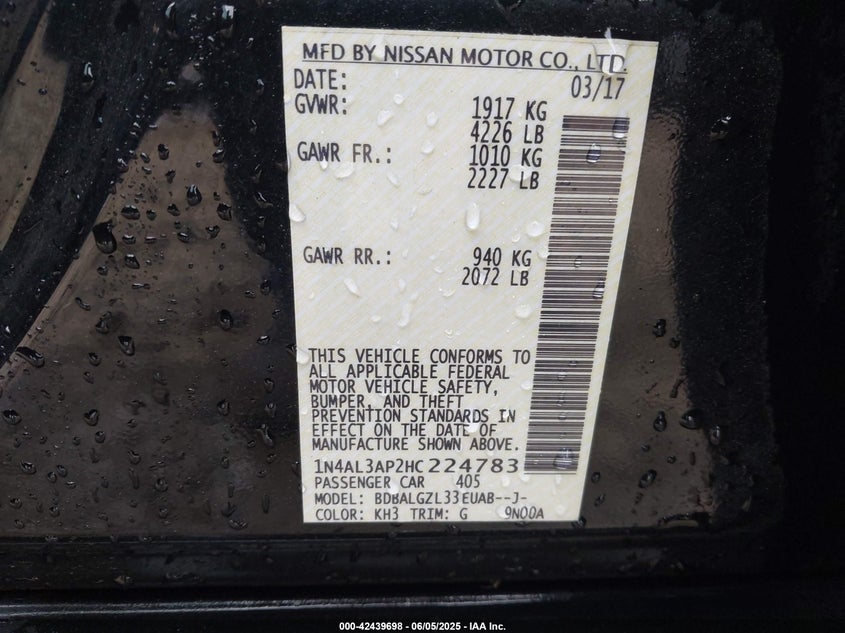 MFD BY NISSAN MOTOR CO., LTD.
DATE: 03/17
GVWR: 1917 KG
4226 LB
GAWR FR.: 1010 KG
2227 LB
GAWR RR.: 940 KG
2072 LB
THIS VEHICLE CONFORMS TO
ALL APPLICABLE FEDERAL
MOTOR VEHICLE SAFETY,
BUMPER, AND THEFT
PREVENTION STANDARDS IN
EFFECT ON THE DATE OF
MANUFACTURE SHOWN ABOVE.
1N4AL3AP2HC224783
PASSENGER CAR 405
MODEL: BDBALGZL33EUAB--J-
COLOR: KH3 TRIM: G 9N00A
000-42439698 - 06/05/2025 - IAA Inc.